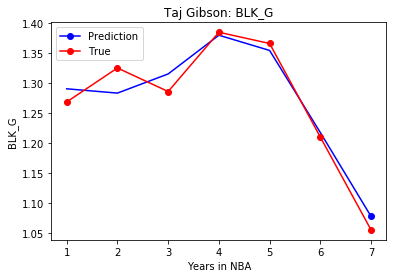 Taj Gibson: BLK_G
Prediction
True
1.40
1.35
1.30
1.25
1.20
1.15
1.10
1.05
BLK_G
1 2 3 4 5 6 7
Years in NBA